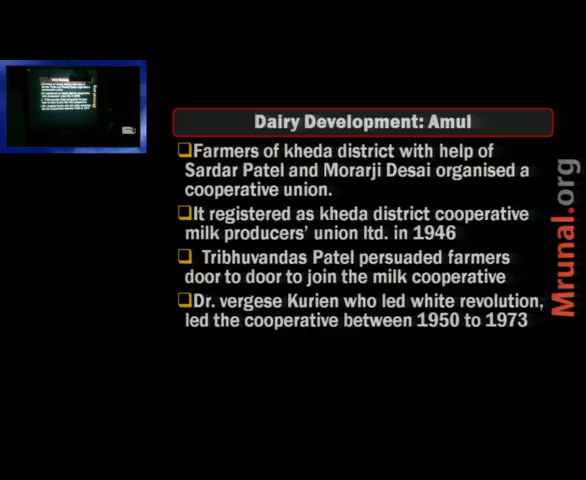 Dairy Development: Amul
❑Farmers of kheda district with help of
Sardar Patel and Morarji Desai organised a
cooperative union.
❑It registered as kheda district cooperative
milk producers' union ltd. in 1946
❑ Tribhuvandas Patel persuaded farmers
door to door to join the milk cooperative
❑Dr. vergese Kurien who led white revolution,
led the cooperative between 1950 to 1973
Mrunal.org